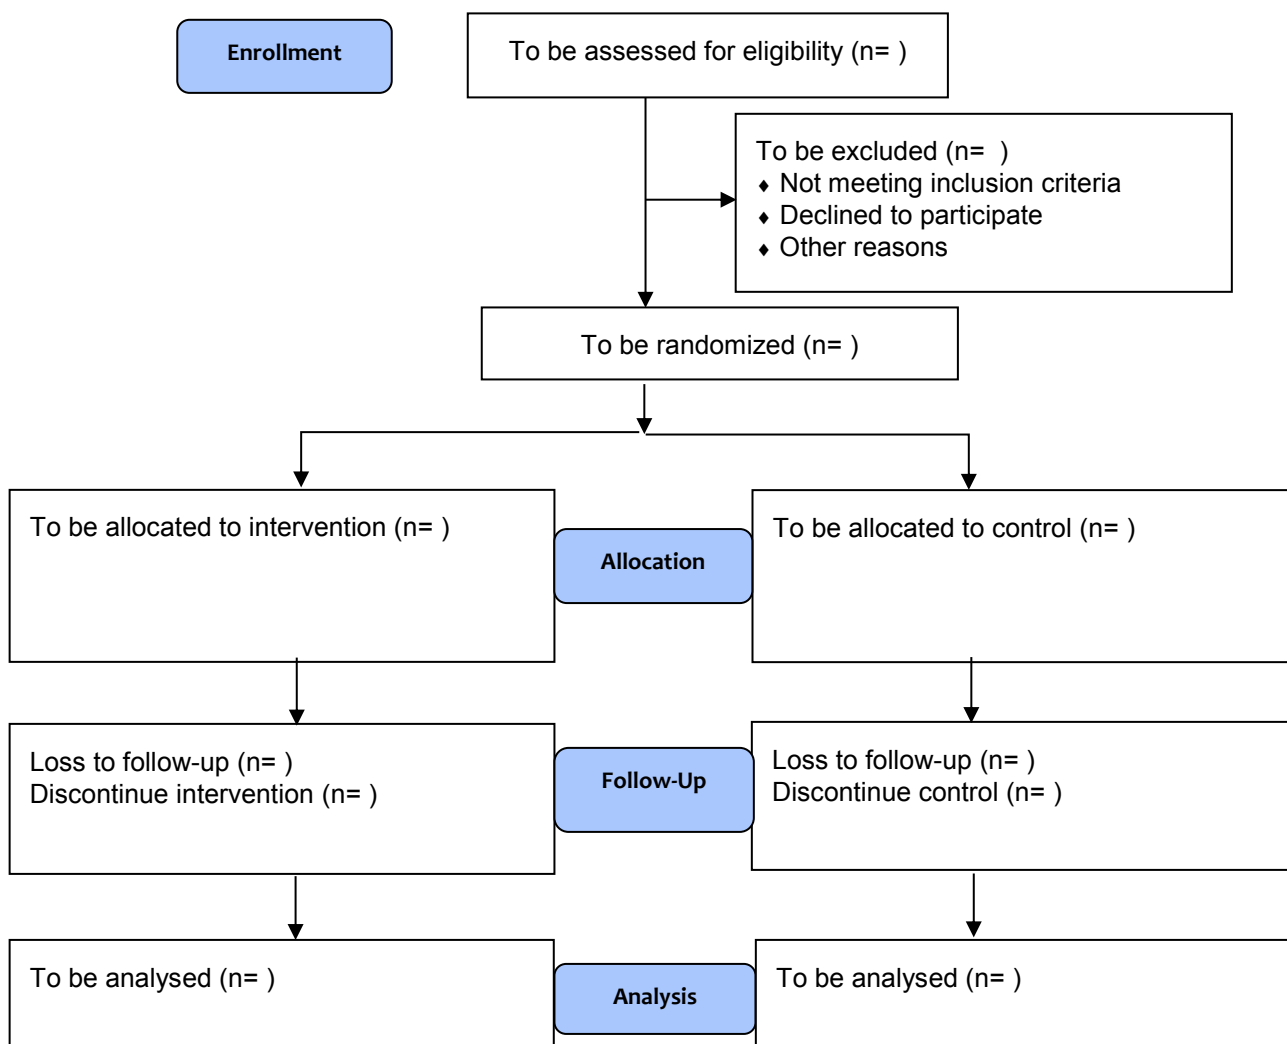 Enrollment
To be assessed for eligibility (n= )
To be excluded (n=  )
♦ Not meeting inclusion criteria
♦ Declined to participate
♦ Other reasons
To be randomized (n= )
To be allocated to intervention (n= )
Allocation
To be allocated to control (n= )
Loss to follow-up (n= )
Discontinue intervention (n= )
Follow-Up
Loss to follow-up (n= )
Discontinue control (n= )
To be analysed (n= )
Analysis
To be analysed (n= )